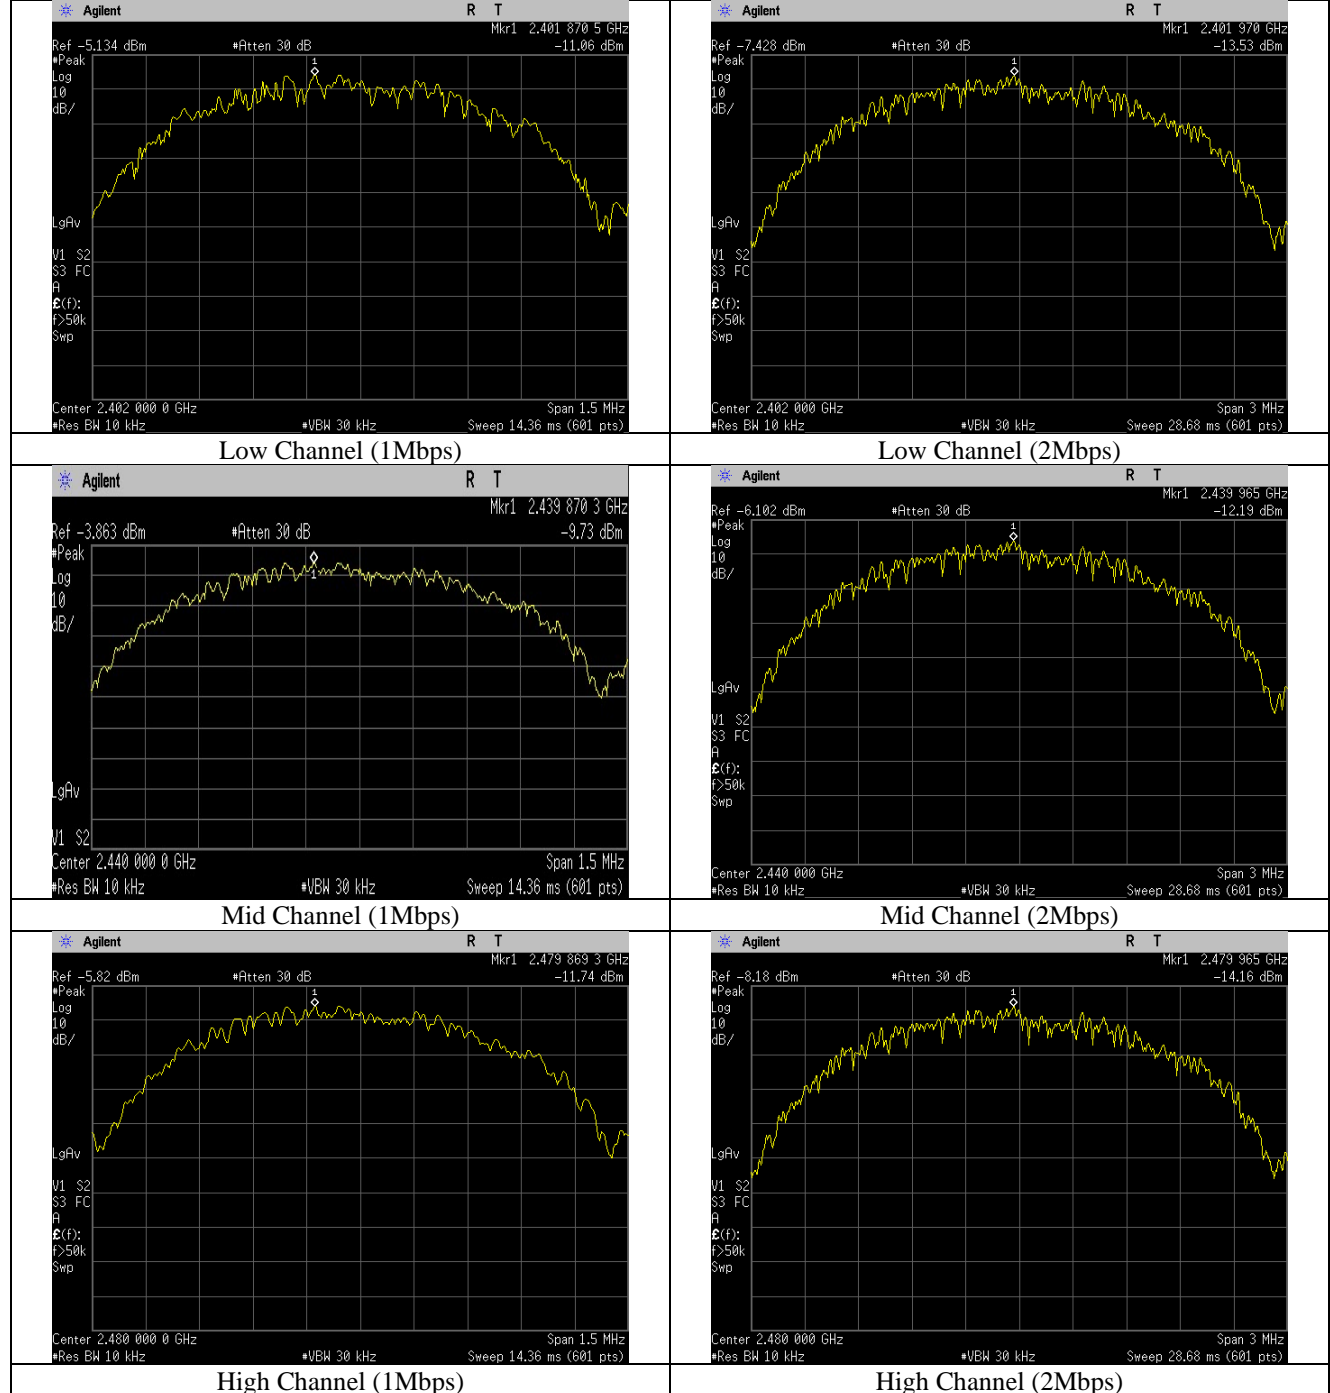 Agilent R T
Mkr1 2.401 870 5 GHz
Ref -5.134 dBm #Atten 30 dB -11.06 dBm
#Peak
Log
10
dB/
1
LgAv
V1 S2
S3 FC
A
£(f):
f>50k
Swp
Center 2.402 000 0 GHz Span 1.5 MHz
#Res BW 10 kHz #VBW 30 kHz Sweep 14.36 ms (601 pts)
Low Channel (1Mbps)
Agilent R T
Mkr1 2.401 970 GHz
Ref -7.428 dBm #Atten 30 dB -13.53 dBm
#Peak
Log
10
dB/
1
LgAv
V1 S2
S3 FC
A
£(f):
f>50k
Swp
Center 2.402 000 GHz Span 3 MHz
#Res BW 10 kHz #VBW 30 kHz Sweep 28.68 ms (601 pts)
Low Channel (2Mbps)
Agilent R T
Mkr1 2.439 870 3 GHz
Ref -3.863 dBm #Atten 30 dB -9.73 dBm
#Peak
Log
10
dB/
1
LgAv
V1 S2
Center 2.440 000 0 GHz Span 1.5 MHz
#Res BW 10 kHz #VBW 30 kHz Sweep 14.36 ms (601 pts)
Mid Channel (1Mbps)
Agilent R T
Mkr1 2.439 965 GHz
Ref -6.102 dBm #Atten 30 dB -12.19 dBm
#Peak
Log
10
dB/
1
LgAv
V1 S2
S3 FC
A
£(f):
f>50k
Swp
Center 2.440 000 GHz Span 3 MHz
#Res BW 10 kHz #VBW 30 kHz Sweep 28.68 ms (601 pts)
Mid Channel (2Mbps)
Agilent R T
Mkr1 2.479 869 3 GHz
Ref -5.82 dBm #Atten 30 dB -11.74 dBm
#Peak
Log
10
dB/
1
LgAv
V1 S2
S3 FC
A
£(f):
f>50k
Swp
Center 2.480 000 0 GHz Span 1.5 MHz
#Res BW 10 kHz #VBW 30 kHz Sweep 14.36 ms (601 pts)
High Channel (1Mbps)
Agilent R T
Mkr1 2.479 965 GHz
Ref -8.18 dBm #Atten 30 dB -14.16 dBm
#Peak
Log
10
dB/
1
LgAv
V1 S2
S3 FC
A
£(f):
f>50k
Swp
Center 2.480 000 GHz Span 3 MHz
#Res BW 10 kHz #VBW 30 kHz Sweep 28.68 ms (601 pts)
High Channel (2Mbps)